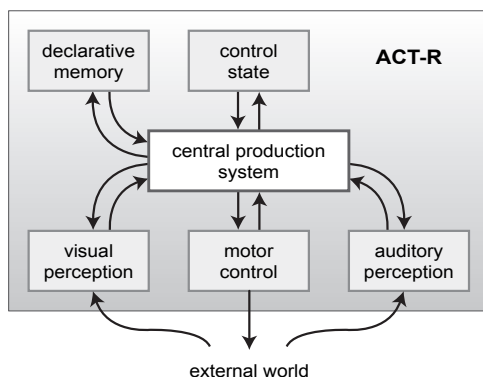 declarative
memory
control
state
ACT-R
central production
system
visual
perception
motor
control
auditory
perception
external world